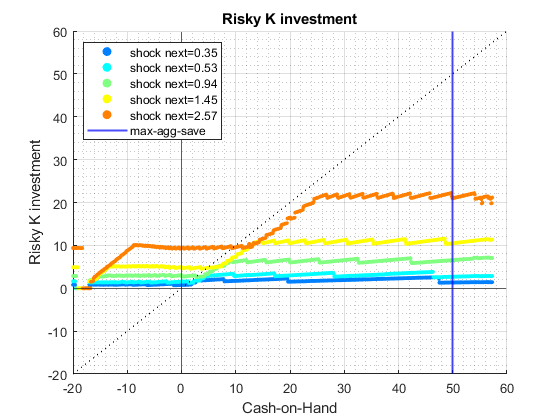 Risky K investment
60
50
40
30
20
10
0
-10
-20
Risky K investment
shock next=0.35
shock next=0.53
shock next=0.94
shock next=1.45
shock next=2.57
max-agg-save
-20 -10 0 10 20 30 40 50 60
Cash-on-Hand